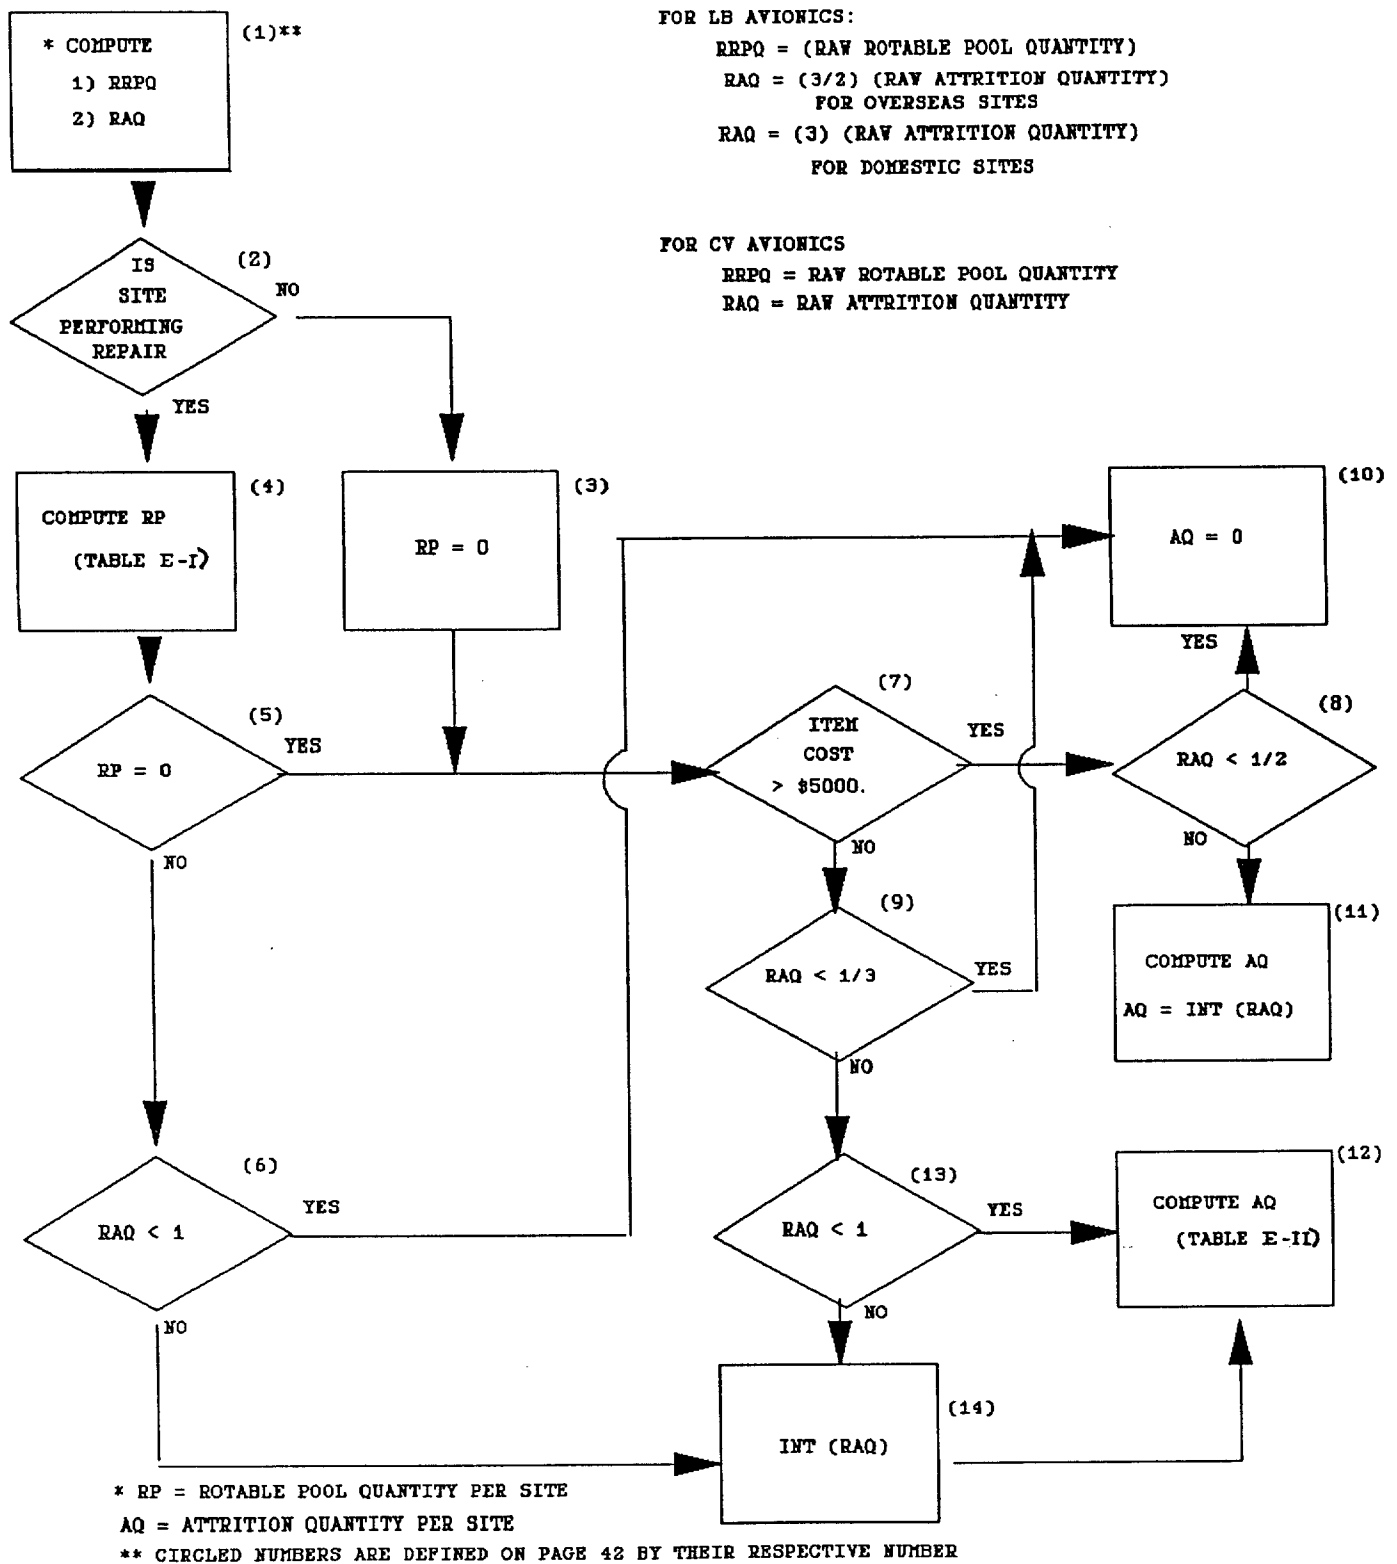 * COMPUTE
1) RRPQ
2) RAQ
(1)**
FOR LB AVIONICS:
RRPQ = (RAW ROTABLE POOL QUANTITY)
RAQ = (3/2) (RAW ATTRITION QUANTITY)
FOR OVERSEAS SITES
RAQ = (3) (RAW ATTRITION QUANTITY)
FOR DOMESTIC SITES
FOR CV AVIONICS
RRPQ = RAW ROTABLE POOL QUANTITY
RAQ = RAW ATTRITION QUANTITY
(2)
IS
SITE
PERFORMING
REPAIR
NO
YES
(4)
COMPUTE RP
(TABLE E-I)
(3)
RP = 0
(10)
AQ = 0
YES
(5)
RP = 0
YES
NO
(7)
ITEM
COST
> $5000.
YES
NO
(8)
RAQ < 1/2
NO
(9)
RAQ < 1/3
YES
NO
(11)
COMPUTE AQ
AQ = INT (RAQ)
(6)
RAQ < 1
YES
NO
(13)
RAQ < 1
YES
NO
(12)
COMPUTE AQ
(TABLE E-II)
(14)
INT (RAQ)
* RP = ROTABLE POOL QUANTITY PER SITE
AQ = ATTRITION QUANTITY PER SITE
** CIRCLED NUMBERS ARE DEFINED ON PAGE 42 BY THEIR RESPECTIVE NUMBER